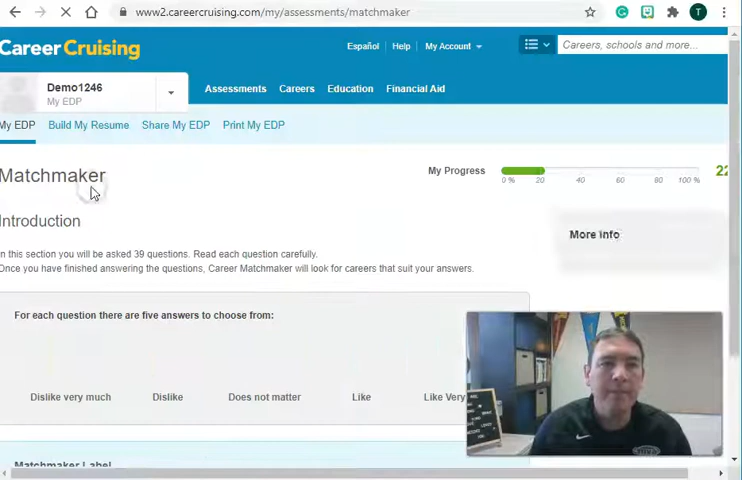 www2.careercruising.com/my/assessments/matchmaker
T
CareerCruising
Español Help My Account
Careers, schools and more...
Demo1246
My EDP
Assessments Careers Education Financial Aid
My EDP Build My Resume Share My EDP Print My EDP
Matchmaker
My Progress
0 % 20 40 60 80 100 %
22
Introduction
More Info
In this section you will be asked 39 questions. Read each question carefully.
Once you have finished answering the questions, Career Matchmaker will look for careers that suit your answers.
For each question there are five answers to choose from:
Dislike very much Dislike Does not matter Like Like Very
Matchmaker Label